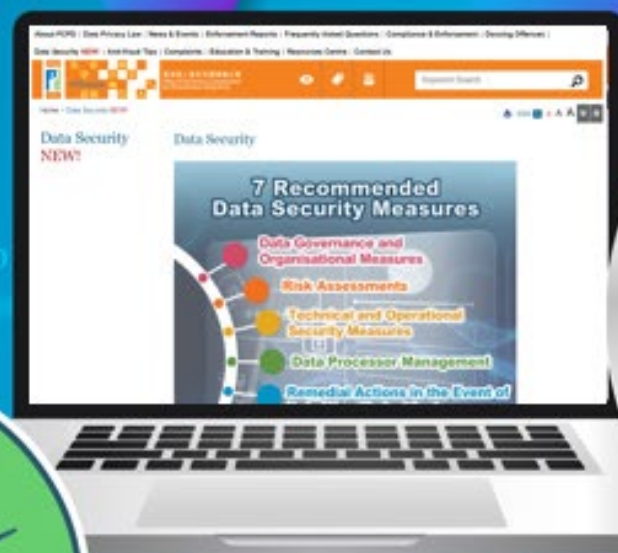 About PCPD | Data Privacy Law | News & Events | Enforcement Reports | Frequently Asked Questions | Compliance & Enforcement | Doxxing Offences |
Data Security NEW! | Anti-fraud Tips | Complaints | Education & Training | Resources Centre | Contact Us
Keyword Search
Home > Data Security NEW!
A A A
Data Security
NEW!
Data Security
7 Recommended
Data Security Measures
Data Governance and
Organisational Measures
Risk Assessments
Technical and Operational
Security Measures
Data Processor Management
Remedial Actions in the Event of